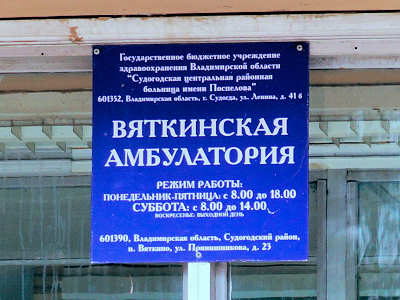 Государственное бюджетное учреждение
здравоохранения Владимирской области
"Судогодская центральная районная
больница имени Поспелова"
601352, Владимирская область, г. Судогда, ул. Ленина, д. 41 б
ВЯТКИНСКАЯ
АМБУЛАТОРИЯ
РЕЖИМ РАБОТЫ:
ПОНЕДЕЛЬНИК-ПЯТНИЦА: с 8.00 до 18.00
СУББОТА: с 8.00 до 14.00
ВОСКРЕСЕНЬЕ: ВЫХОДНОЙ ДЕНЬ
601390, Владимирская область, Судогодский район,
п. Вяткино, ул. Прянишникова, д. 23